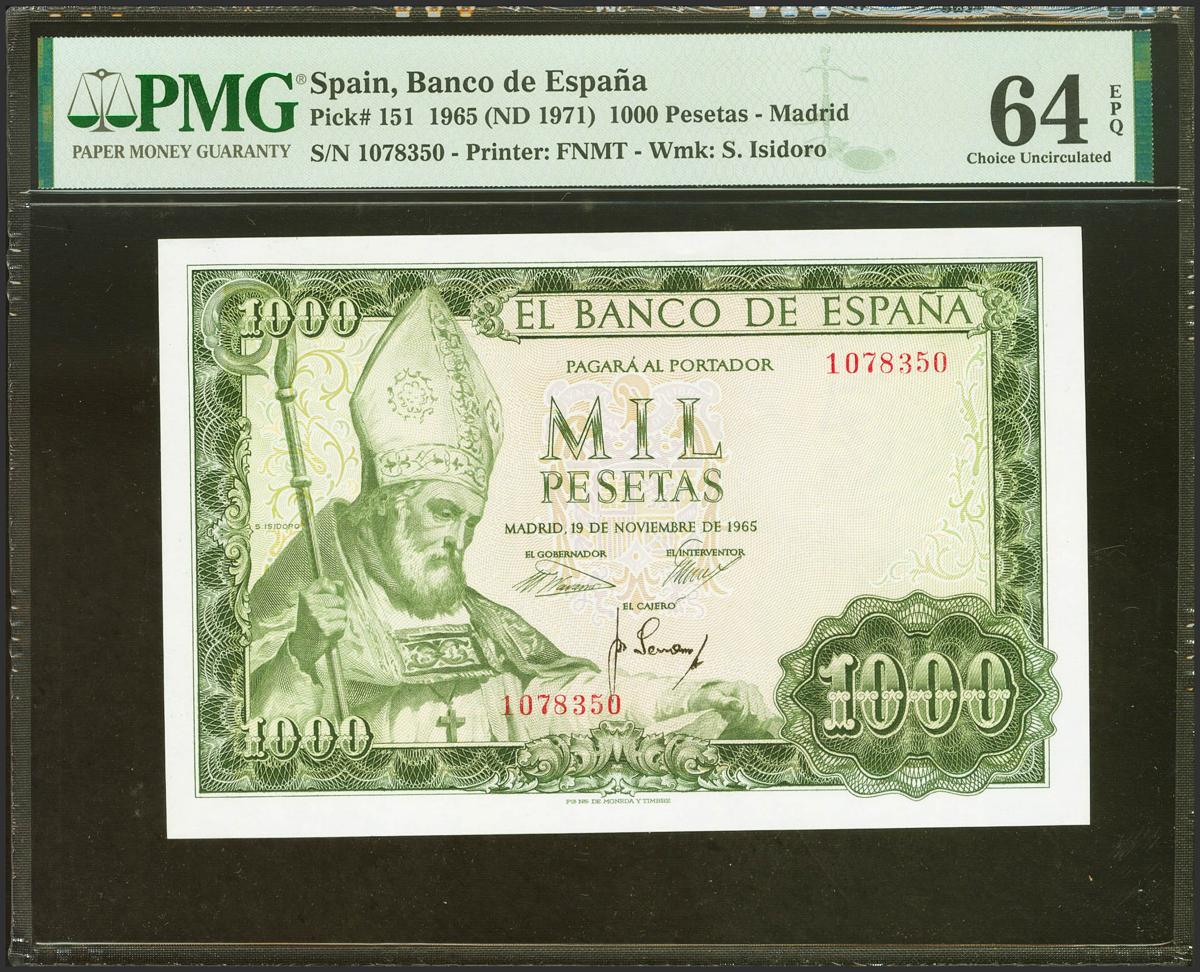 PMG®
PAPER MONEY GUARANTY
Spain, Banco de España
Pick# 151 1965 (ND 1971) 1000 Pesetas - Madrid
S/N 1078350 - Printer: FNMT - Wmk: S. Isidoro
64 EPQ
Choice Uncirculated
1000
EL BANCO DE ESPAÑA
PAGARÁ AL PORTADOR
1078350
MIL
PESETAS
S. ISIDORO
MADRID, 19 DE NOVIEMBRE DE 1965
EL GOBERNADOR
EL INTERVENTOR
EL CAJERO
1078350
1000
1000
DE MONEDA Y TIMBRE